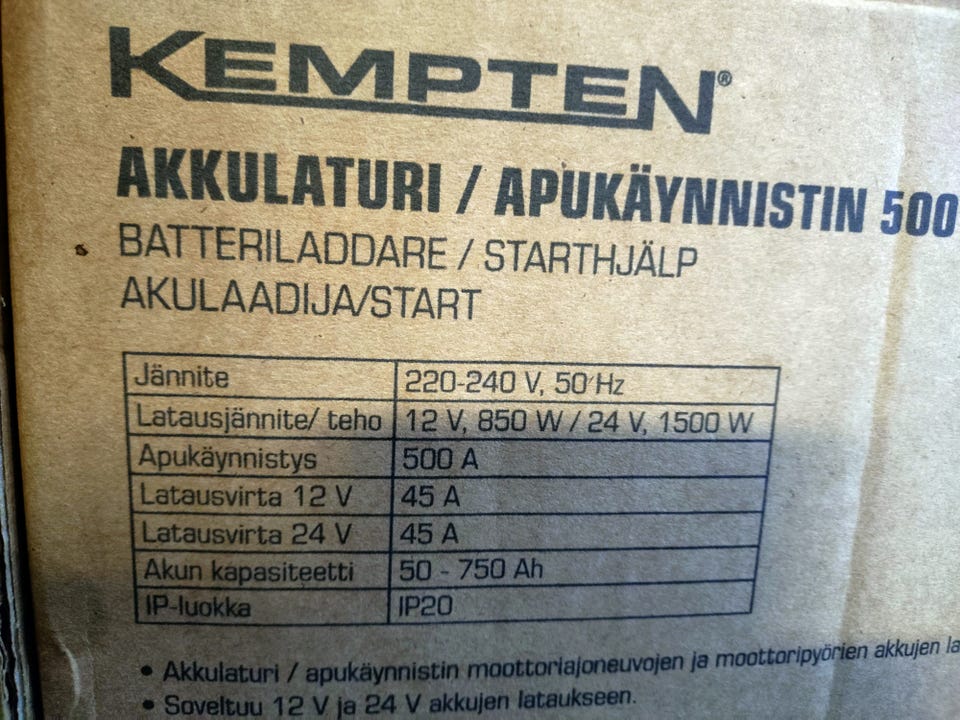 KEMPTEN®
AKKULATURI / APUKÄYNNISTIN 500
BATTERILADDARE / STARTHJÄLP
AKULAADIJA/START
Jännite 220-240 V, 50 Hz
Latausjännite/ teho 12 V, 850 W / 24 V, 1500 W
Apukäynnistys 500 A
Latausvirta 12 V 45 A
Latausvirta 24 V 45 A
Akun kapasiteetti 50 - 750 Ah
IP-luokka IP20
• Akkulaturi / apukäynnistin moottoriajoneuvojen ja moottoripyörien akkujen la
• Soveltuu 12 V ja 24 V akkujen lataukseen.